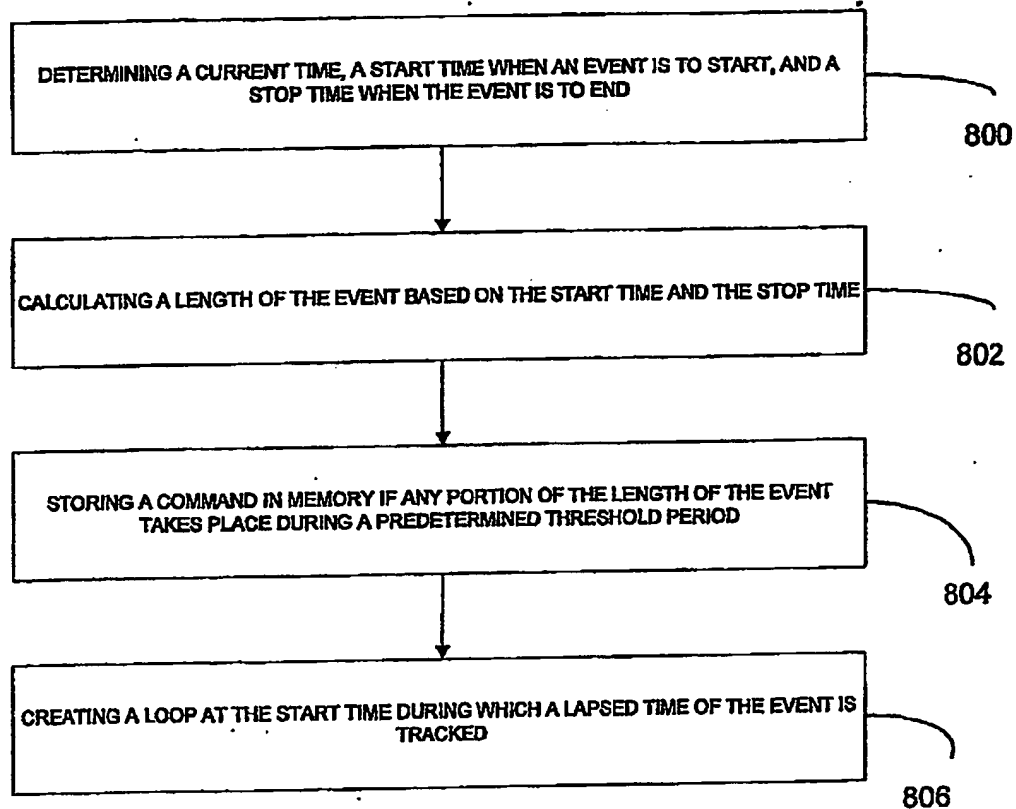 DETERMINING A CURRENT TIME, A START TIME WHEN AN EVENT IS TO START, AND A
STOP TIME WHEN THE EVENT IS TO END
800
CALCULATING A LENGTH OF THE EVENT BASED ON THE START TIME AND THE STOP TIME
802
STORING A COMMAND IN MEMORY IF ANY PORTION OF THE LENGTH OF THE EVENT
TAKES PLACE DURING A PREDETERMINED THRESHOLD PERIOD
804
CREATING A LOOP AT THE START TIME DURING WHICH A LAPSED TIME OF THE EVENT IS
TRACKED
806